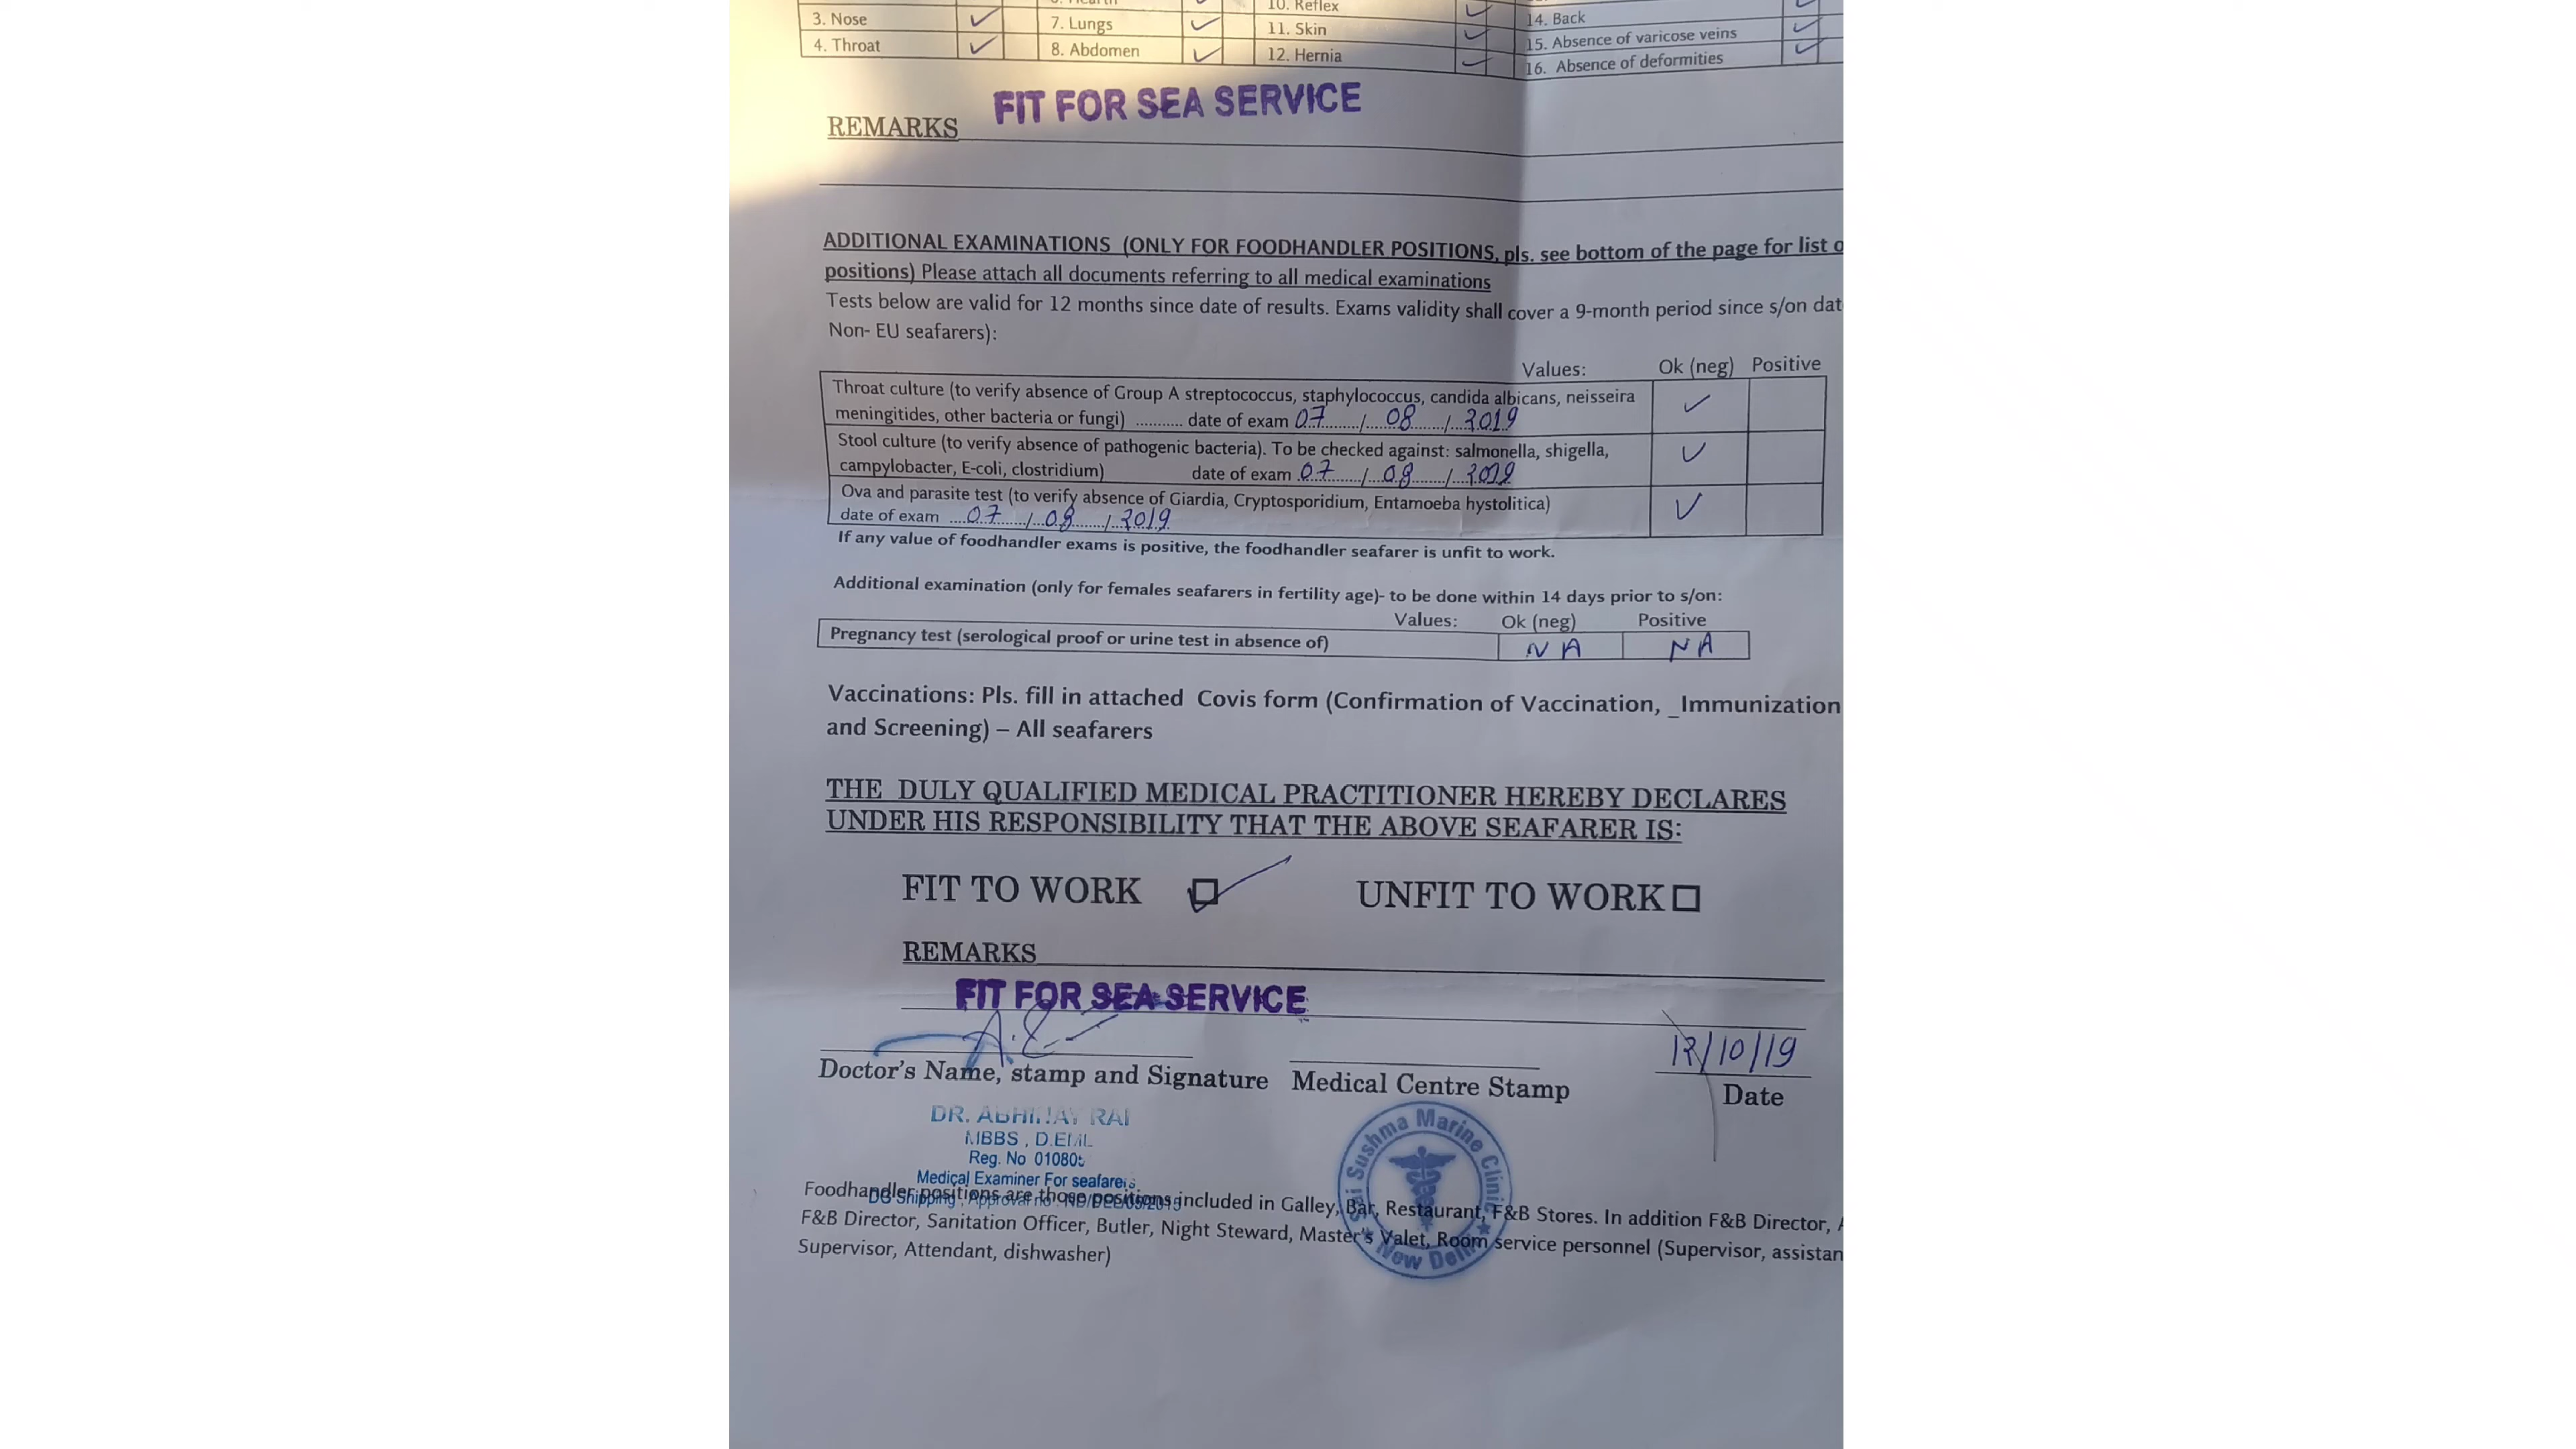 10. Reflex
3. Nose 7. Lungs 11. Skin 14. Back
4. Throat 8. Abdomen 12. Hernia 15. Absence of varicose veins
16. Absence of deformities
FIT FOR SEA SERVICE
REMARKS
ADDITIONAL EXAMINATIONS (ONLY FOR FOODHANDLER POSITIONS, pls. see bottom of the page for list
positions) Please attach all documents referring to all medical examinations
Tests below are valid for 12 months since date of results. Exams validity shall cover a 9-month period since s/on dat
Non- EU seafarers):
Values: Ok (neg) Positive
Throat culture (to verify absence of Group A streptococcus, staphylococcus, candida albicans, neisseira
meningitides, other bacteria or fungi) ........... date of exam 07/08/2019
Stool culture (to verify absence of pathogenic bacteria). To be checked against: salmonella, shigella,
campylobacter, E-coli, clostridium) date of exam 07/08/2019
Ova and parasite test (to verify absence of Giardia, Cryptosporidium, Entamoeba hystolitica)
date of exam 07/08/2019
If any value of foodhandler exams is positive, the foodhandler seafarer is unfit to work.
Additional examination (only for females seafarers in fertility age)- to be done within 14 days prior to s/on:
Values: Ok (neg) Positive
Pregnancy test (serological proof or urine test in absence of) NA NA
Vaccinations: Pls. fill in attached Covis form (Confirmation of Vaccination, _Immunization
and Screening) – All seafarers
THE DULY QUALIFIED MEDICAL PRACTITIONER HEREBY DECLARES
UNDER HIS RESPONSIBILITY THAT THE ABOVE SEAFARER IS:
FIT TO WORK UNFIT TO WORK
REMARKS
FIT FOR SEA SERVICE
/10/19
Doctor's Name, stamp and Signature Medical Centre Stamp Date
DR. RAI
MBBS,
Reg. No
Medical Examiner For seafarers
DG Shipping
Sai Sushma Marine Clinic
New Delhi
Foodhandler positions are those positions included in Galley, Bar, Restaurant, F&B Stores. In addition F&B Director,
F&B Director, Sanitation Officer, Butler, Night Steward, Master's Valet, Room service personnel (Supervisor, assistan
Supervisor, Attendant, dishwasher)